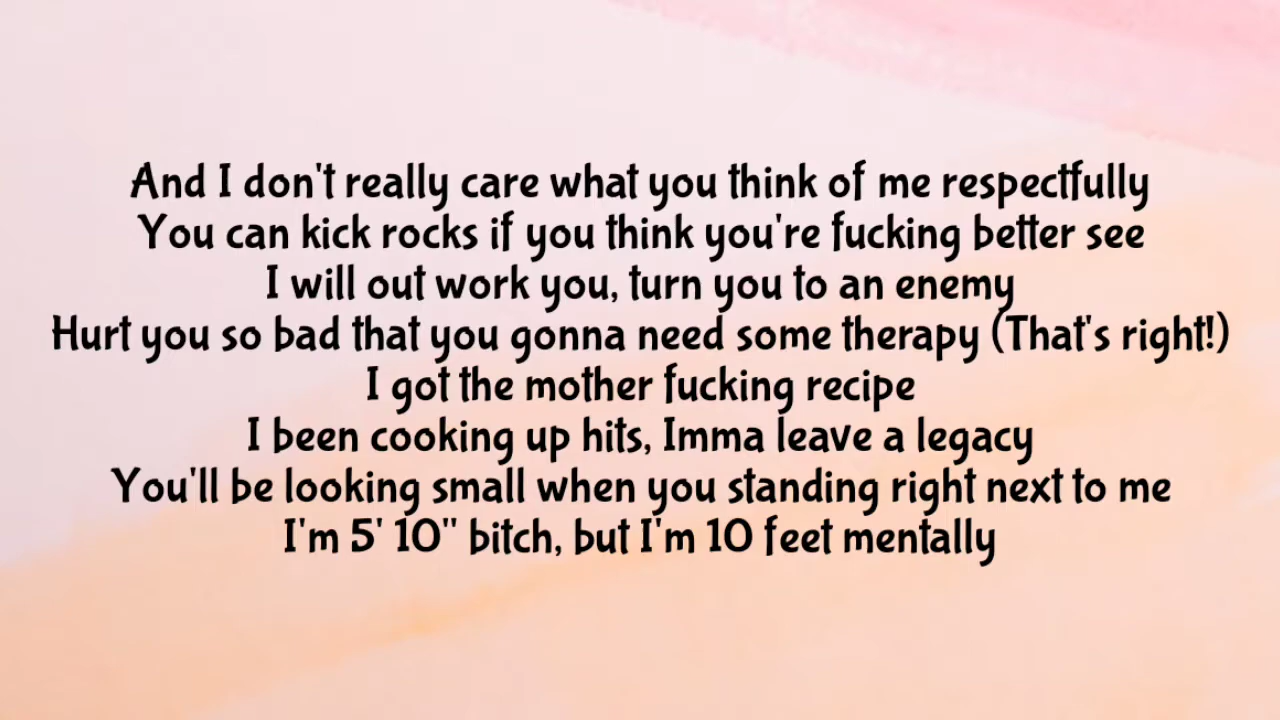 And I don't really care what you think of me respectfully
You can kick rocks if you think you're fucking better see
I will out work you, turn you to an enemy
Hurt you so bad that you gonna need some therapy (That's right!)
I got the mother fucking recipe
I been cooking up hits, Imma leave a legacy
You'll be looking small when you standing right next to me
I'm 5' 10" bitch, but I'm 10 feet mentally